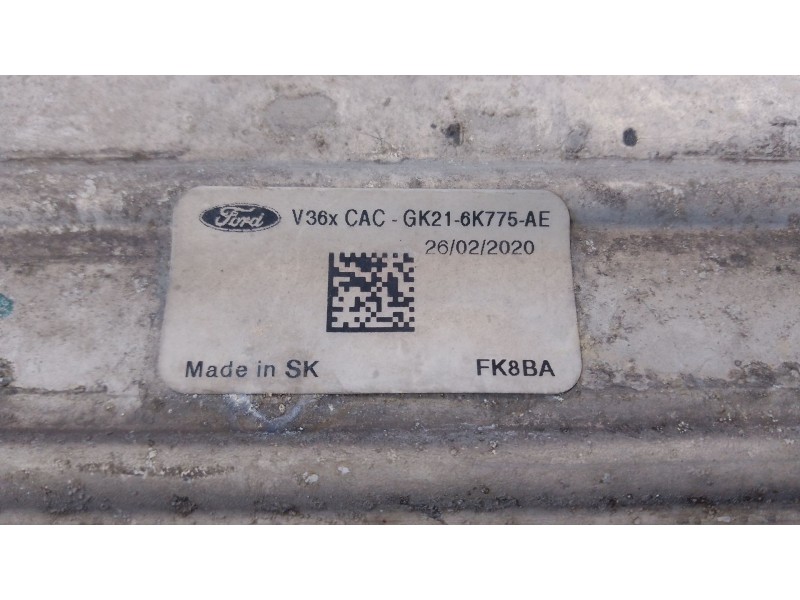 Ford V36x CAC - GK21-6K775-AE
26/02/2020
Made in SK FK8BA